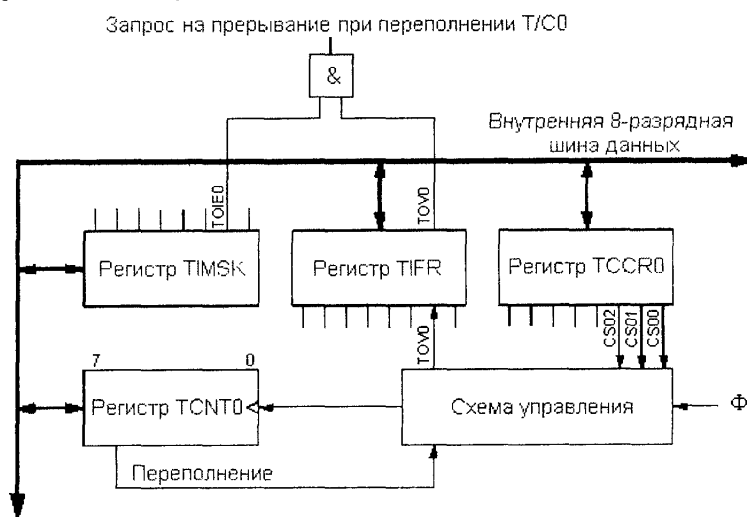 Запрос на прерывание при переполнении T/C0
&
Внутренняя 8-разрядная
шина данных
TOIE0
TOV0
Регистр TIMSK
Регистр TIFR
Регистр TCCR0
TOV0
CS02
CS01
CS00
7
0
Регистр TCNT0
Схема управления
Ф
Переполнение